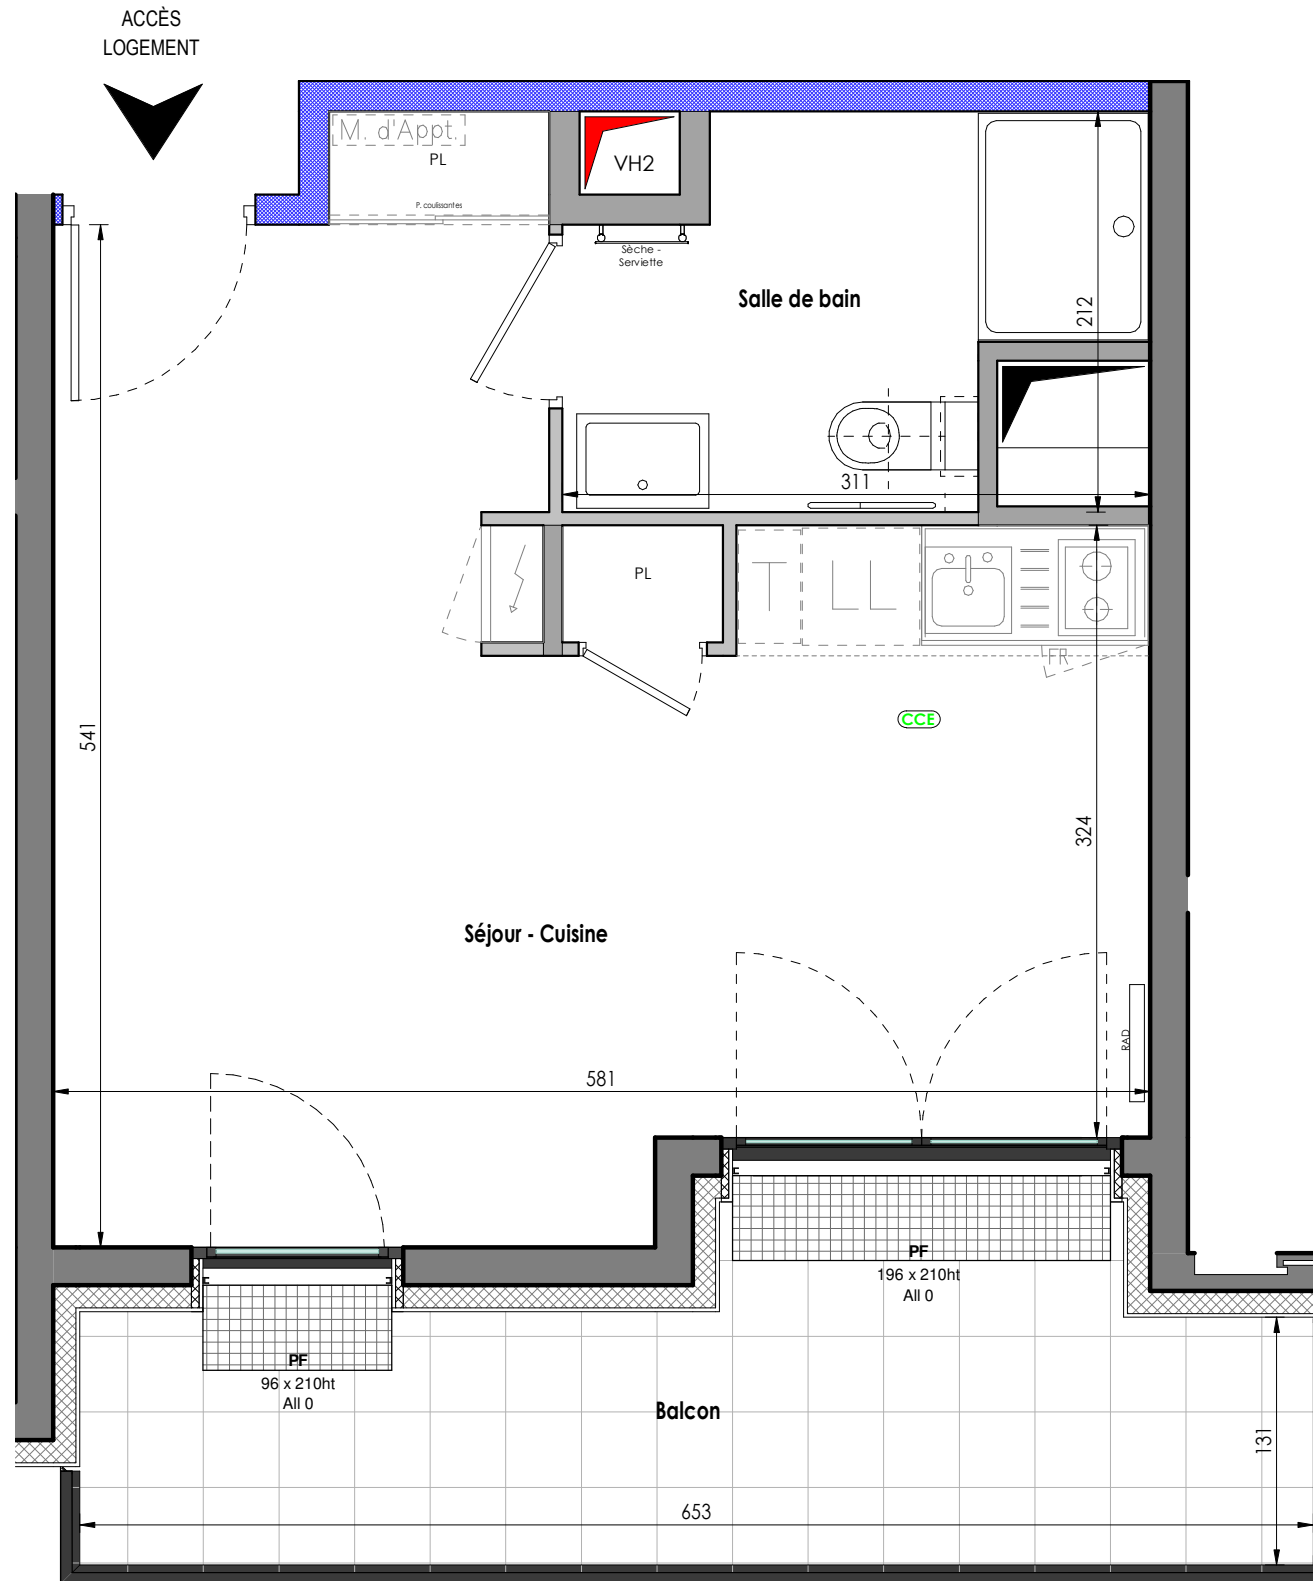 ACCÈS
LOGEMENT
M. d'Appt.
PL
P. coulissantes
VH2
Sèche -
Serviette
Salle de bain
212
311
PL
T
LL
FR
CCE
541
324
Séjour - Cuisine
RAD
581
PF
196 x 210ht
All 0
PF
96 x 210ht
All 0
Balcon
131
653